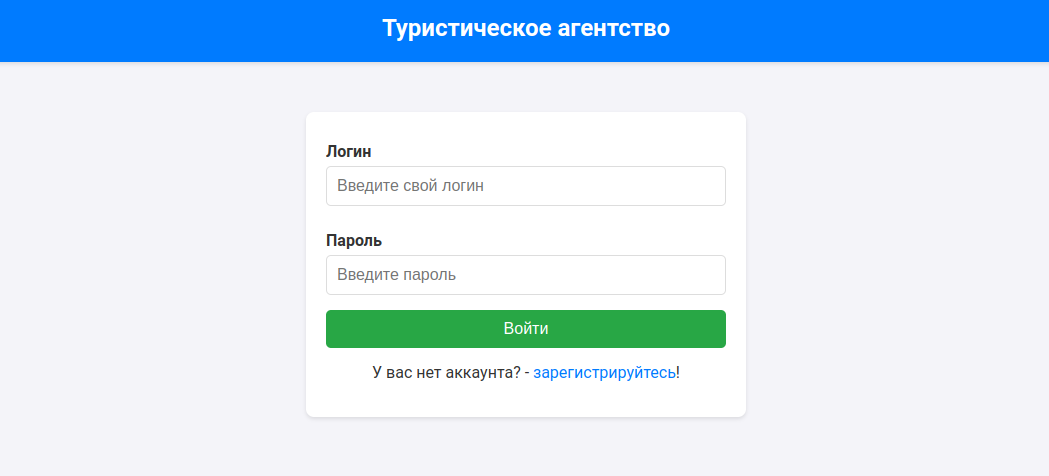 Туристическое агентство
Логин
Введите свой логин
Пароль
Введите пароль
Войти
У вас нет аккаунта? - зарегистрируйтесь!